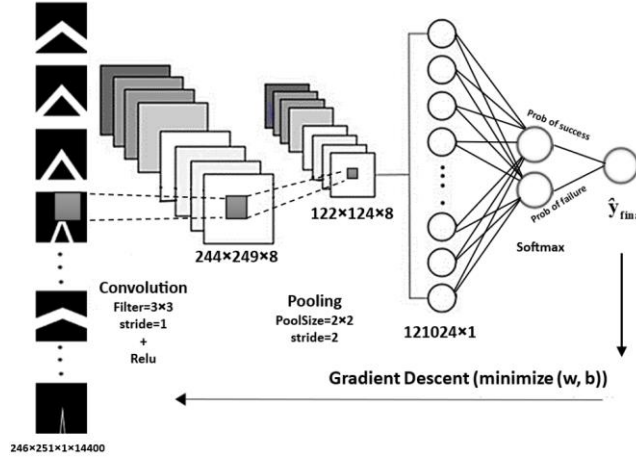 Convolution
Filter=3×3
stride=1
+
Relu
246×251×1×14400
244×249×8
Pooling
PoolSize=2×2
stride=2
122×124×8
121024×1
Prob of success
Prob of failure
Softmax
Gradient Descent (minimize (w, b))